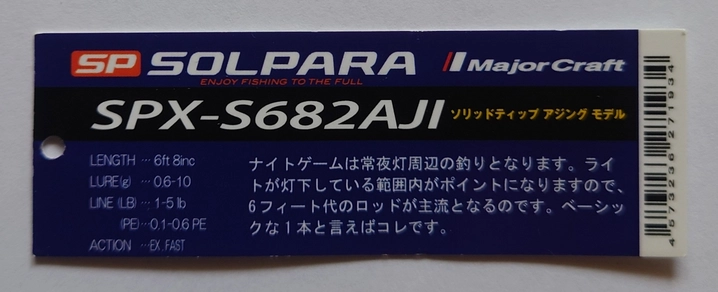 SP SOLPARA
ENJOY FISHING TO THE FULL
MajorCraft
SPX-S682AJI ソリッドティップ アジング モデル
LENGTH … 6ft 8inc
LURE(g) … 0.6-10
LINE (LB) … 1-5 lb
(PE)…0.1-0.6 PE
ACTION …EX. FAST
ナイトゲームは常夜灯周辺の釣りとなります。ライ
トが灯下している範囲内がポイントになりますので、
6フィート代のロッドが主流となるのです。ベーシッ
クな1本と言えばコレです。
4573236271934